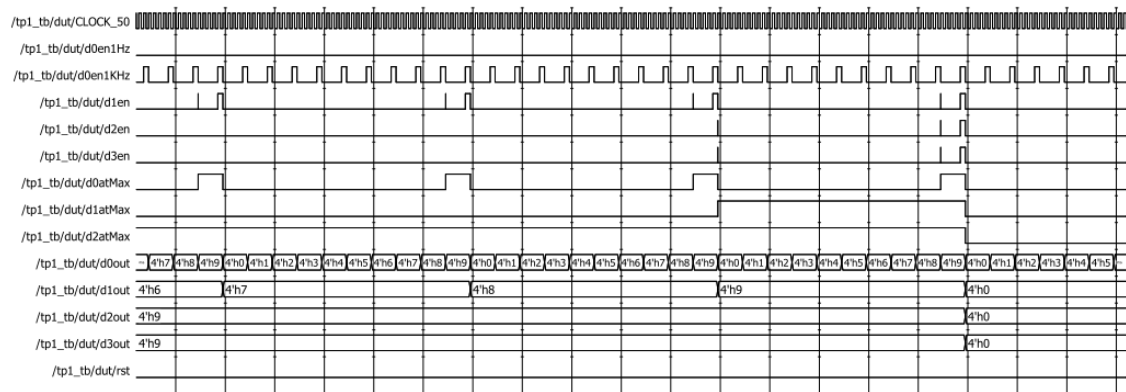 /tp1_tb/dut/CLOCK_50
/tp1_tb/dut/d0en1Hz
/tp1_tb/dut/d0en1KHz
/tp1_tb/dut/d1en
/tp1_tb/dut/d2en
/tp1_tb/dut/d3en
/tp1_tb/dut/d0atMax
/tp1_tb/dut/d1atMax
/tp1_tb/dut/d2atMax
/tp1_tb/dut/d0out 4'h7 4'h8 4'h9 4'h0 4'h1 4'h2 4'h3 4'h4 4'h5 4'h6 4'h7 4'h8 4'h9 4'h0 4'h1 4'h2 4'h3 4'h4 4'h5 4'h6 4'h7 4'h8 4'h9 4'h0 4'h1 4'h2 4'h3 4'h4 4'h5 4'h6 4'h7 4'h8 4'h9 4'h0 4'h1 4'h2 4'h3 4'h4 4'h5
/tp1_tb/dut/d1out 4'h6 4'h7 4'h8 4'h9 4'h0
/tp1_tb/dut/d2out 4'h9 4'h0
/tp1_tb/dut/d3out 4'h9 4'h0
/tp1_tb/dut/rst